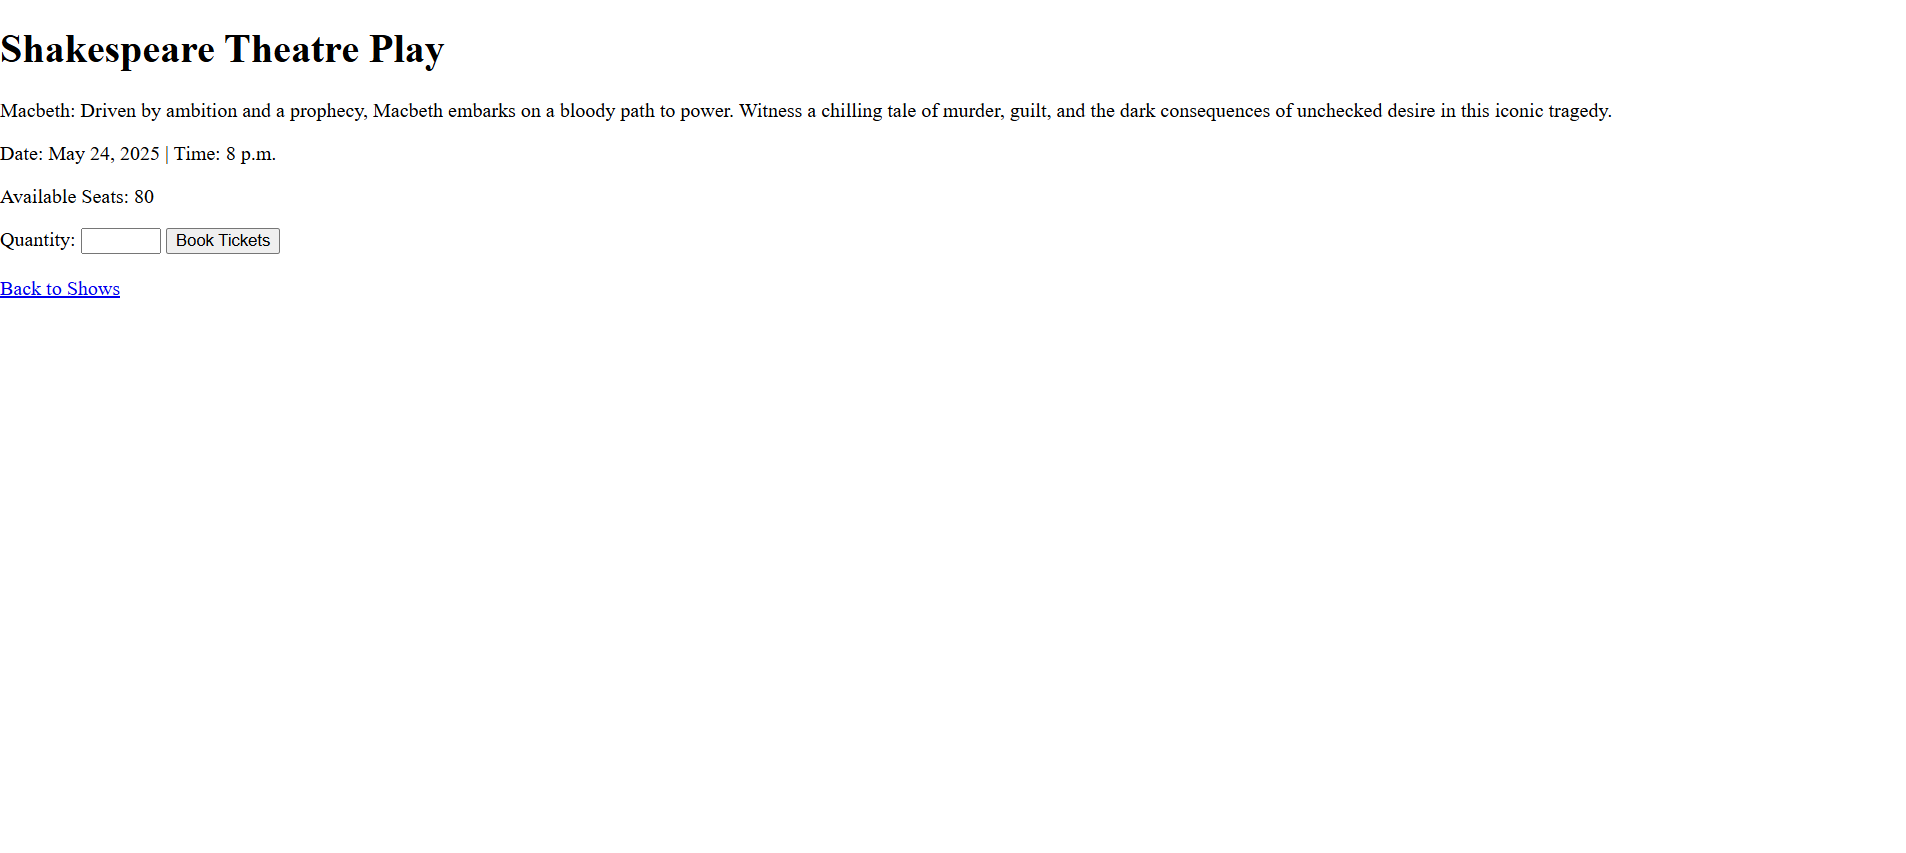 Shakespeare Theatre Play
Macbeth: Driven by ambition and a prophecy, Macbeth embarks on a bloody path to power. Witness a chilling tale of murder, guilt, and the dark consequences of unchecked desire in this iconic tragedy.
Date: May 24, 2025 | Time: 8 p.m.
Available Seats: 80
Quantity: Book Tickets
Back to Shows